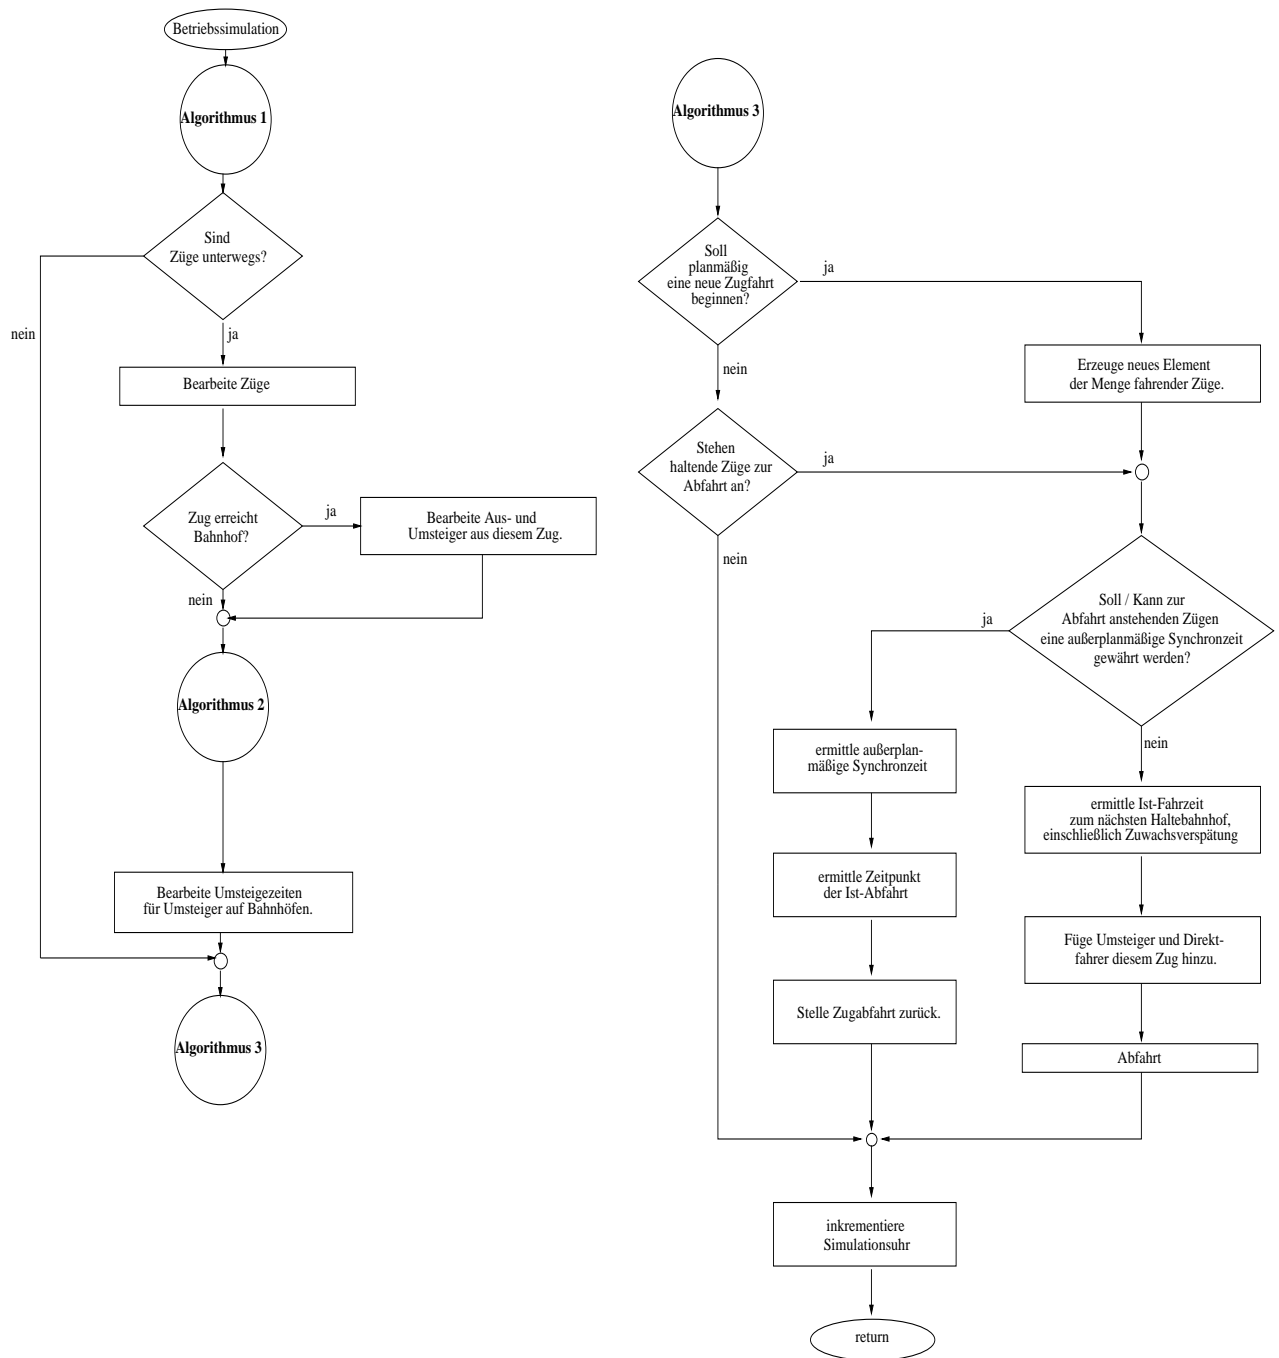 Betriebssimulation
Algorithmus 1
Sind
Züge unterwegs?
nein
ja
Bearbeite Züge
Zug erreicht
Bahnhof?
ja
Bearbeite Aus- und
Umsteiger aus diesem Zug.
nein
Algorithmus 2
Bearbeite Umsteigezeiten
für Umsteiger auf Bahnhöfen.
Algorithmus 3
Algorithmus 3
Soll
planmäßig
eine neue Zugfahrt
beginnen?
ja
nein
Erzeuge neues Element
der Menge fahrender Züge.
Stehen
haltende Züge zur
Abfahrt an?
ja
nein
Soll / Kann zur
Abfahrt anstehenden Zügen
eine außerplanmäßige Synchronzeit
gewährt werden?
ja
nein
ermittle außerplan-
mäßige Synchronzeit
ermittle Zeitpunkt
der Ist-Abfahrt
Stelle Zugabfahrt zurück.
ermittle Ist-Fahrzeit
zum nächsten Haltebahnhof,
einschließlich Zuwachsverspätung
Füge Umsteiger und Direkt-
fahrer diesem Zug hinzu.
Abfahrt
inkrementiere
Simulationsuhr
return